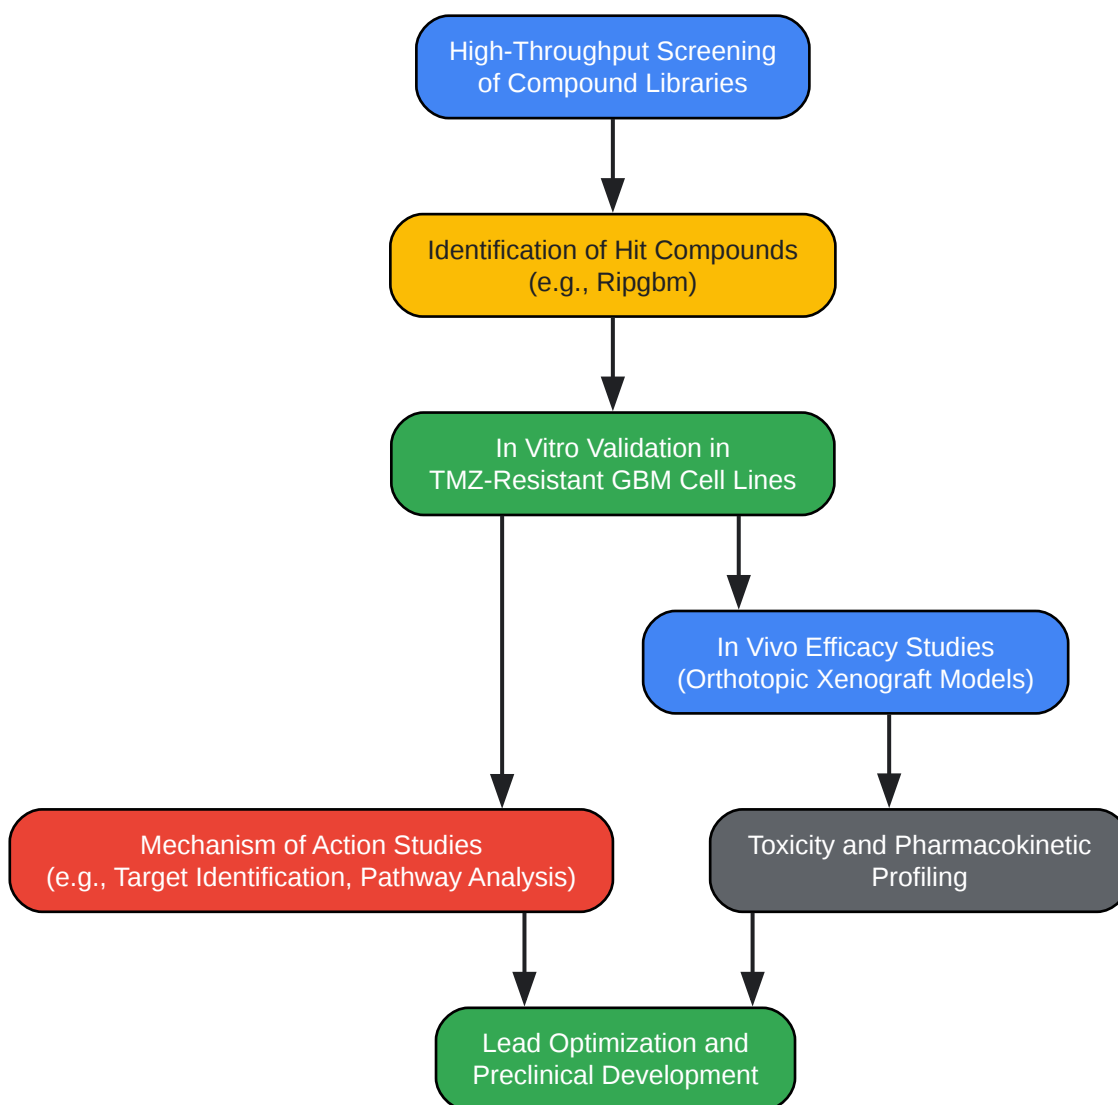 High-Throughput Screening
of Compound Libraries
Identification of Hit Compounds
(e.g., Ripgbm)
In Vitro Validation in
TMZ-Resistant GBM Cell Lines
In Vivo Efficacy Studies
(Orthotopic Xenograft Models)
Mechanism of Action Studies
(e.g., Target Identification, Pathway Analysis)
Toxicity and Pharmacokinetic
Profiling
Lead Optimization and
Preclinical Development